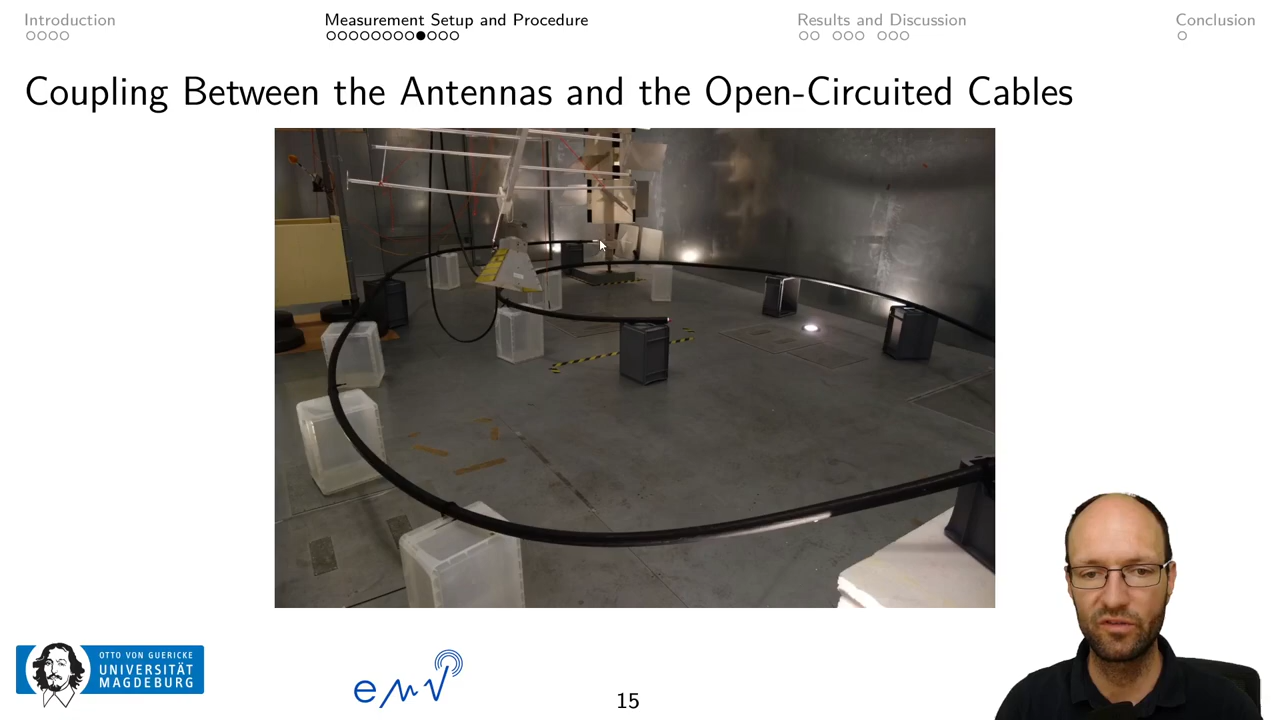 Introduction
Measurement Setup and Procedure
Results and Discussion
Conclusion
Coupling Between the Antennas and the Open-Circuited Cables
OTTO VON GUERICKE
UNIVERSITÄT
MAGDEBURG
emv
15